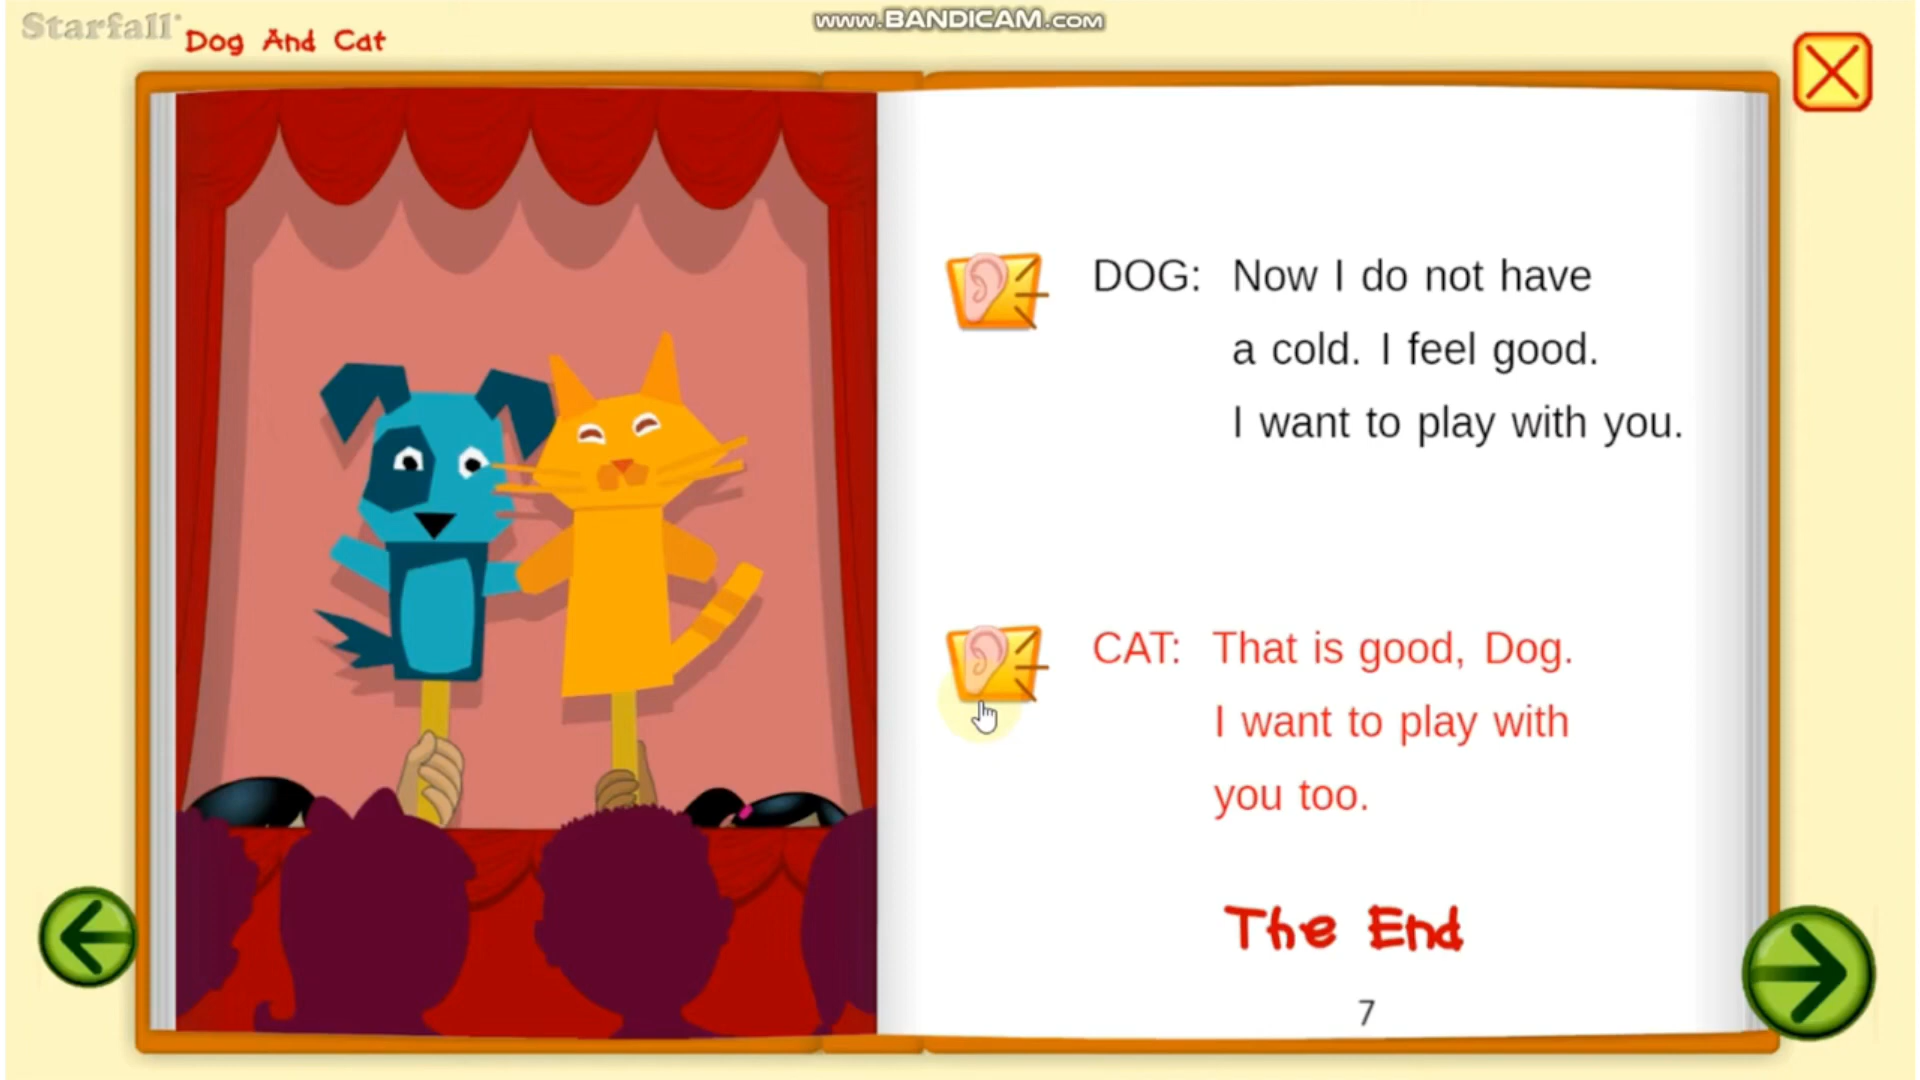 www.BANDICAM.com
Starfall
Dog And Cat
DOG: Now I do not have
a cold. I feel good.
I want to play with you.
CAT: That is good, Dog.
I want to play with
you too.
The End
7